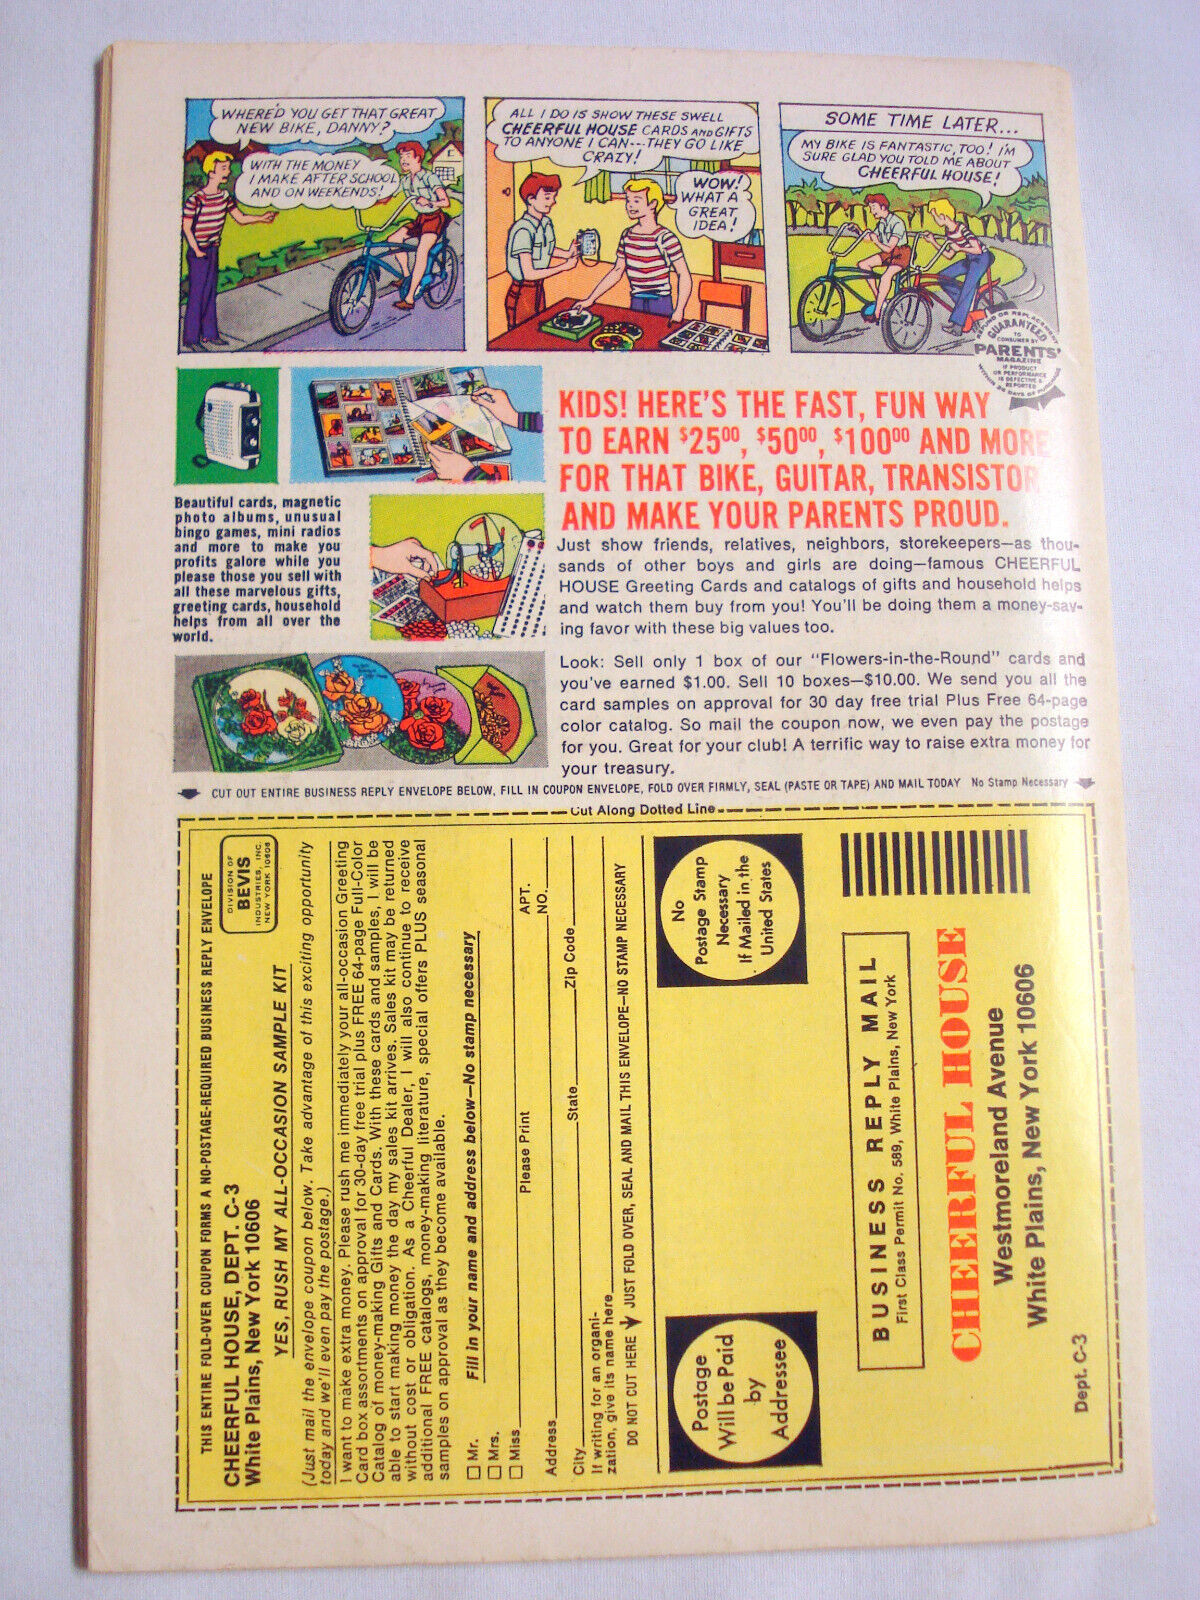 WHERE'D YOU GET THAT GREAT
NEW BIKE, DANNY?
WITH THE MONEY
I MAKE AFTER SCHOOL
AND ON WEEKENDS!
ALL I DO IS SHOW THESE SWELL
CHEERFUL HOUSE CARDS AND GIFTS
TO ANYONE I CAN---THEY GO LIKE
CRAZY!
WOW!
WHAT A
GREAT
IDEA!
SOME TIME LATER...
MY BIKE IS FANTASTIC, TOO! I'M
SURE GLAD YOU TOLD ME ABOUT
CHEERFUL HOUSE!
REFUND OR REPLACEMENT
GUARANTEED
TO
CONSUMER BY
PARENTS'
MAGAZINE
IF PRODUCT
OR PERFORMANCE
IS DEFECTIVE &
REPORTED
WITHIN 30 DAYS OF PURCHASE
KIDS! HERE'S THE FAST, FUN WAY
TO EARN $25.00, $50.00, $100.00 AND MORE
FOR THAT BIKE, GUITAR, TRANSISTOR
AND MAKE YOUR PARENTS PROUD.
Beautiful cards, magnetic
photo albums, unusual
bingo games, mini radios
and more to make you
profits galore while you
please those you sell with
all these marvelous gifts,
greeting cards, household
helps from all over the
world.
Just show friends, relatives, neighbors, storekeepers—as thou-
sands of other boys and girls are doing—famous CHEERFUL
HOUSE Greeting Cards and catalogs of gifts and household helps
and watch them buy from you! You'll be doing them a money-sav-
ing favor with these big values too.
Look: Sell only 1 box of our "Flowers-in-the-Round" cards and
you've earned $1.00. Sell 10 boxes—$10.00. We send you all the
card samples on approval for 30 day free trial Plus Free 64-page
color catalog. So mail the coupon now, we even pay the postage
for you. Great for your club! A terrific way to raise extra money for
your treasury.
CUT OUT ENTIRE BUSINESS REPLY ENVELOPE BELOW, FILL IN COUPON ENVELOPE, FOLD OVER FIRMLY, SEAL (PASTE OR TAPE) AND MAIL TODAY No Stamp Necessary
Cut Along Dotted Line
THIS ENTIRE FOLD-OVER COUPON FORMS A NO-POSTAGE-REQUIRED BUSINESS REPLY ENVELOPE
CHEERFUL HOUSE, DEPT. C-3
White Plains, New York 10606
DIVISION OF
BEVIS
INDUSTRIES, INC.
NEW YORK 10606
YES, RUSH MY ALL-OCCASION SAMPLE KIT
(Just mail the envelope coupon below. Take advantage of this exciting opportunity
today and we'll even pay the postage.)
I want to make extra money. Please rush me immediately your all-occasion Greeting
Card box assortments on approval for 30-day free trial plus FREE 64-page Full-Color
Catalog of money-making Gifts and Cards. With these cards and samples, I will be
able to start making money the day my sales kit arrives. Sales kit may be returned
without cost or obligation. As a Cheerful Dealer, I will also continue to receive
additional FREE catalogs, money-making literature, special offers PLUS seasonal
samples on approval as they become available.
Fill in your name and address below—No stamp necessary
Mr.
Mrs.
Miss
Please Print
APT.
NO.
Address
City
State
Zip Code
If writing for an organi-
zation, give its name here
DO NOT CUT HERE JUST FOLD OVER, SEAL AND MAIL THIS ENVELOPE—NO STAMP NECESSARY
Postage
Will be Paid
by
Addressee
No
Postage Stamp
Necessary
If Mailed in the
United States
BUSINESS REPLY MAIL
First Class Permit No. 589, White Plains, New York
CHEERFUL HOUSE
Westmoreland Avenue
White Plains, New York 10606
Dept. C-3